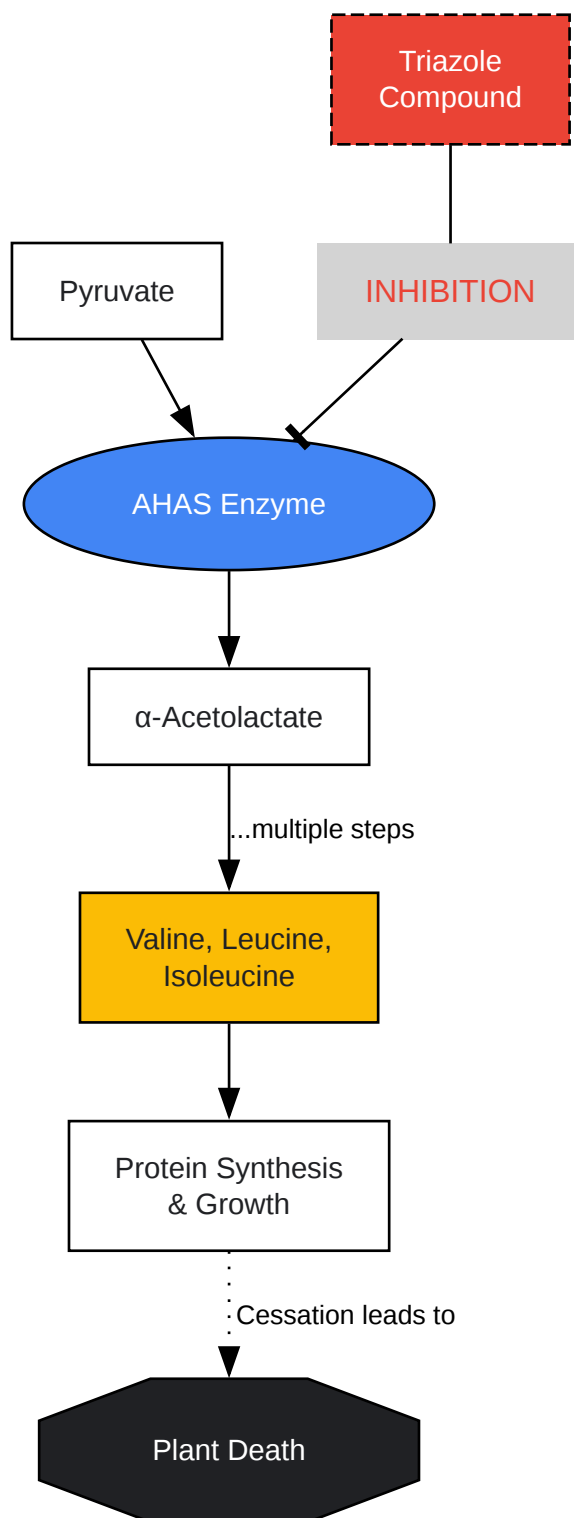 Triazole
Compound
Pyruvate
INHIBITION
AHAS Enzyme
α-Acetolactate
...multiple steps
Valine, Leucine,
Isoleucine
Protein Synthesis
& Growth
Cessation leads to
Plant Death